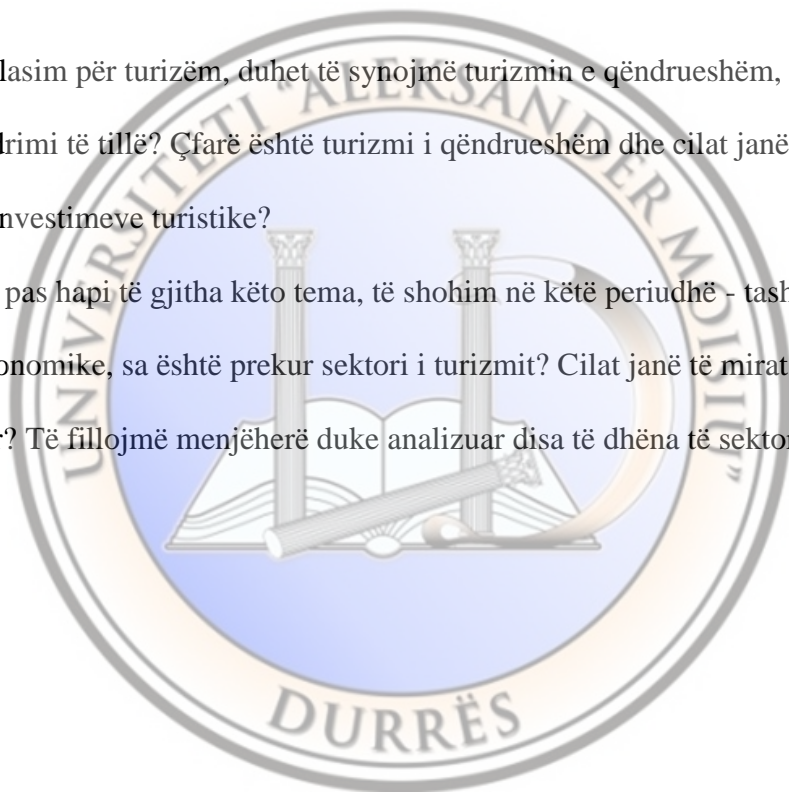 lasim për turizëm, duhet të synojmë turizmin e qëndrueshëm,
drimi të tillë? Çfarë është turizmi i qëndrueshëm dhe cilat janë
nvestimeve turistike?
pas hapi të gjitha këto tema, të shohim në këtë periudhë - tash
onomike, sa është prekur sektori i turizmit? Cilat janë të mirat
? Të fillojmë menjëherë duke analizuar disa të dhëna të sektor
UNIVERSITETI "ALEKSANDËR MOISIU"
DURRËS